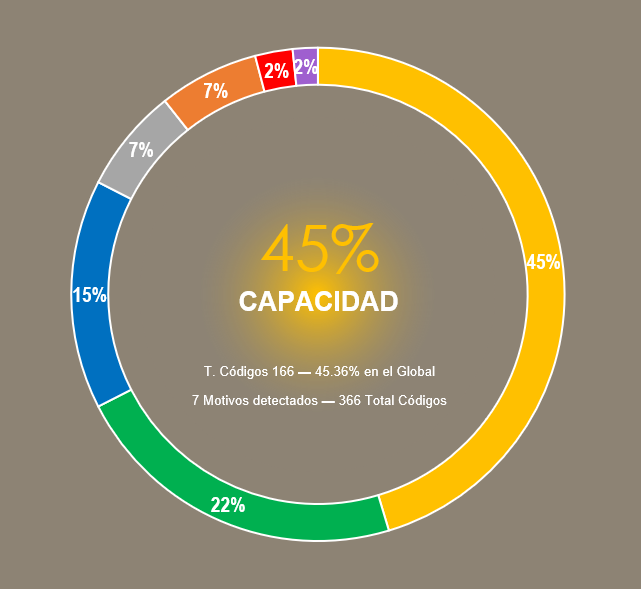 2%
2%
7%
7%
45%
45%
15%
CAPACIDAD
T. Códigos 166 — 45.36% en el Global
7 Motivos detectados — 366 Total Códigos
22%